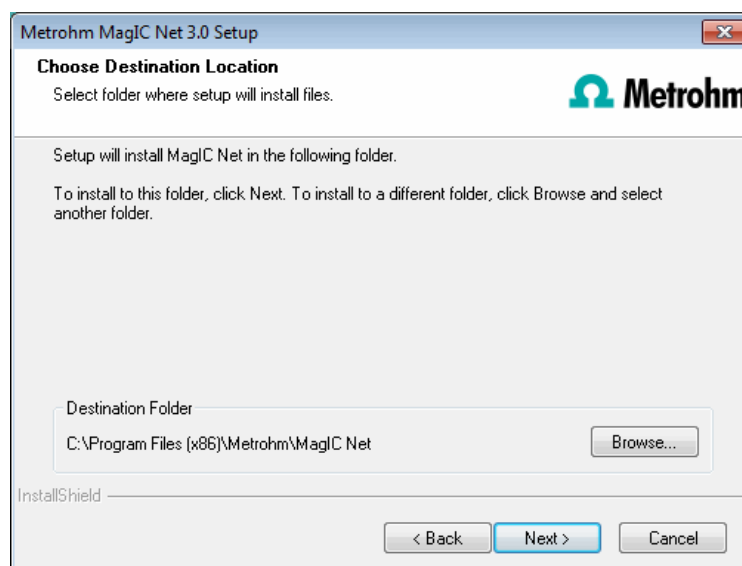 Metrohm MagIC Net 3.0 Setup
Choose Destination Location
Select folder where setup will install files.
Metrohm
Setup will install MagIC Net in the following folder.
To install to this folder, click Next. To install to a different folder, click Browse and select
another folder.
Destination Folder
C:\Program Files (x86)\Metrohm\MagIC Net
Browse...
InstallShield
< Back
Next >
Cancel